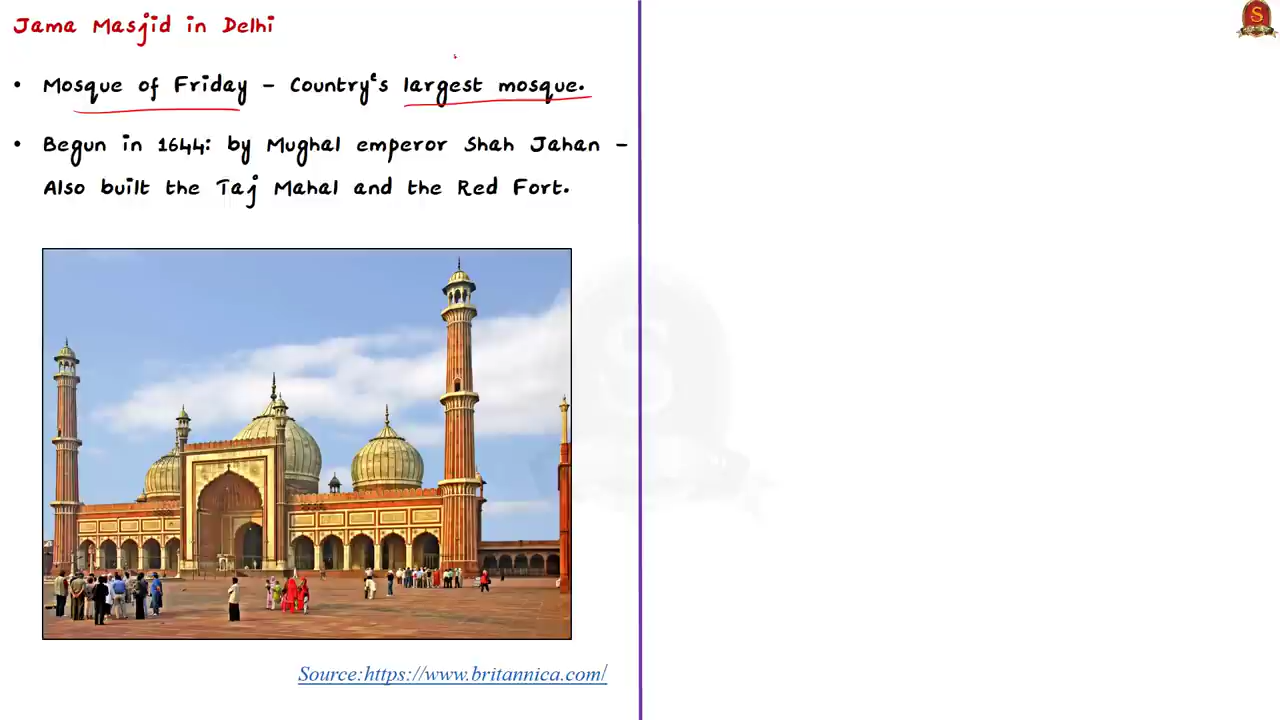 Jama Masjid in Delhi
• Mosque of Friday – Country's largest mosque.
• Begun in 1644: by Mughal emperor Shah Jahan –
Also built the Taj Mahal and the Red Fort.
Source:https://www.britannica.com/
S
S